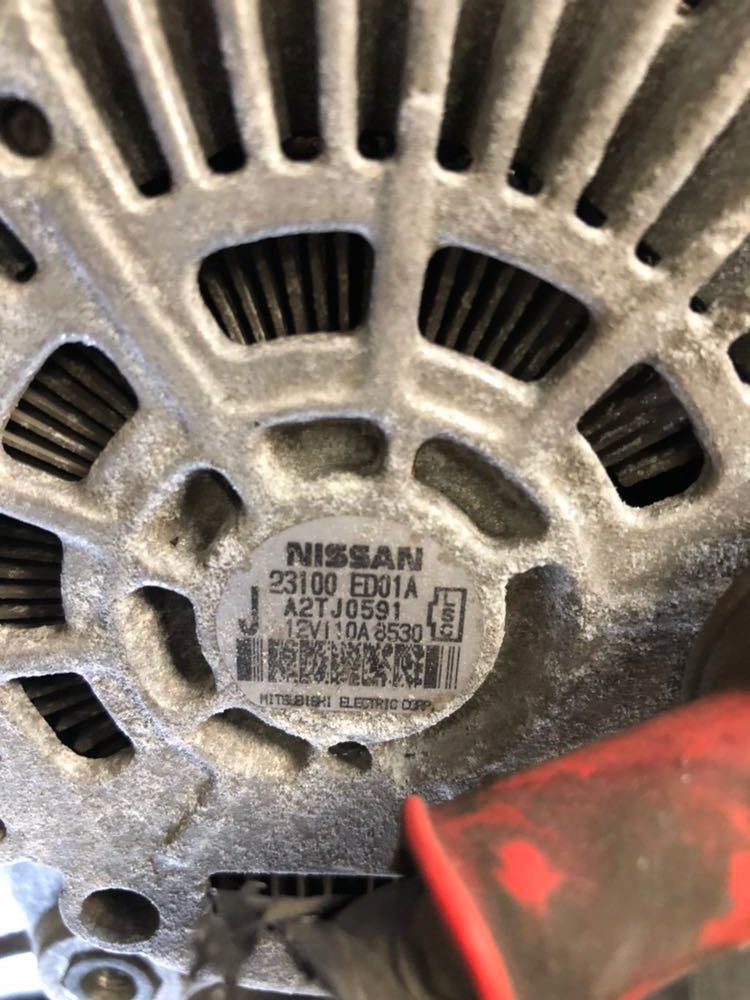 NISSAN
23100 ED01A
J A2TJ0591
12V110A 8530
MITSUBISHI ELECTRIC CORP.